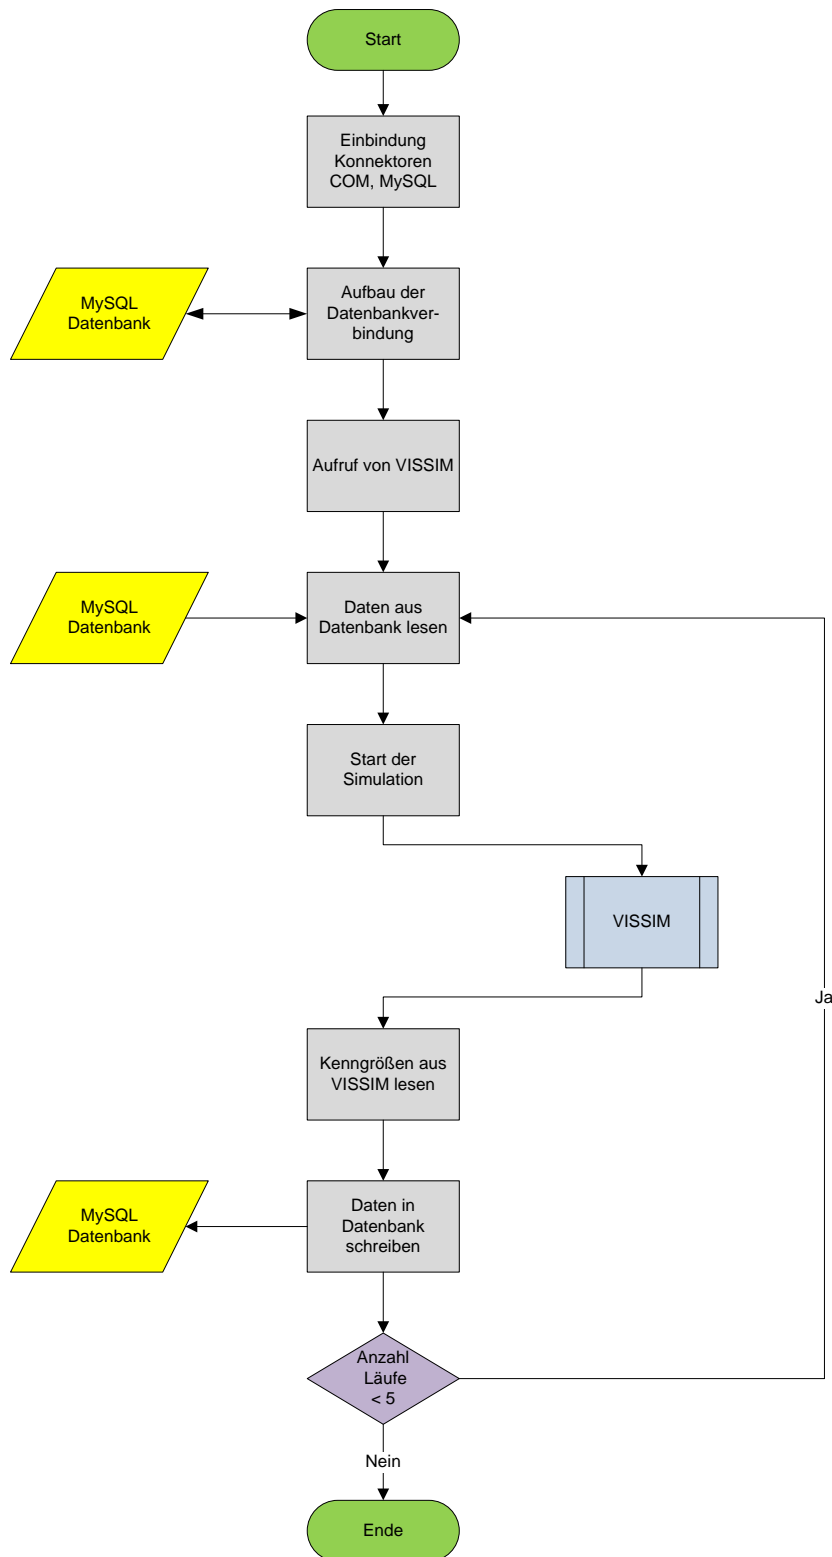 Start
Einbindung
Konnektoren
COM, MySQL
MySQL
Datenbank
Aufbau der
Datenbankver-
bindung
Aufruf von VISSIM
MySQL
Datenbank
Daten aus
Datenbank lesen
Start der
Simulation
VISSIM
Ja
Kenngrößen aus
VISSIM lesen
MySQL
Datenbank
Daten in
Datenbank
schreiben
Anzahl
Läufe
< 5
Nein
Ende